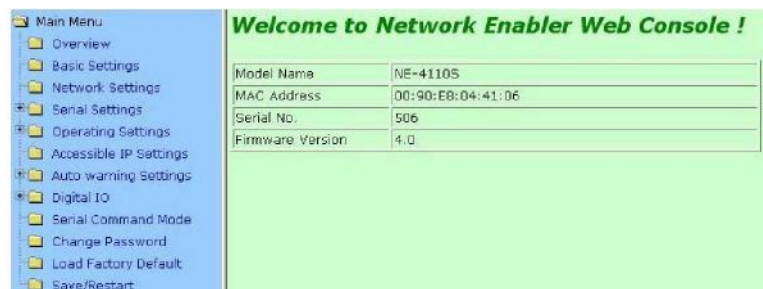 Main Menu
Overview
Basic Settings
Network Settings
Serial Settings
Operating Settings
Accessible IP Settings
Auto warning Settings
Digital IO
Serial Command Mode
Change Password
Load Factory Default
Save/Restart
Welcome to Network Enabler Web Console !
Model Name NE-4110S
MAC Address 00:90:E8:04:41:06
Serial No. 506
Firmware Version 4.0